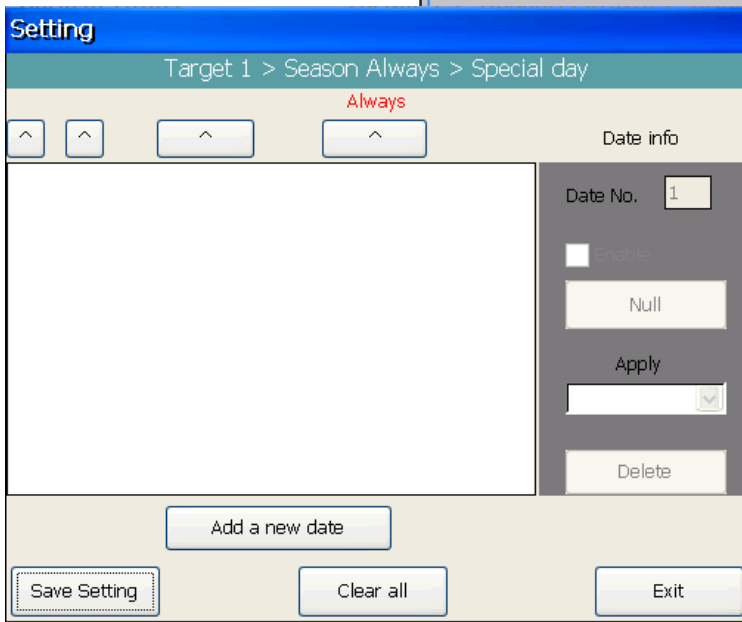 Setting
Target 1 > Season Always > Special day
Always
^ ^ ^ ^ Date info
Date No. 1
Enable
Null
Apply
Delete
Add a new date
Save Setting Clear all Exit